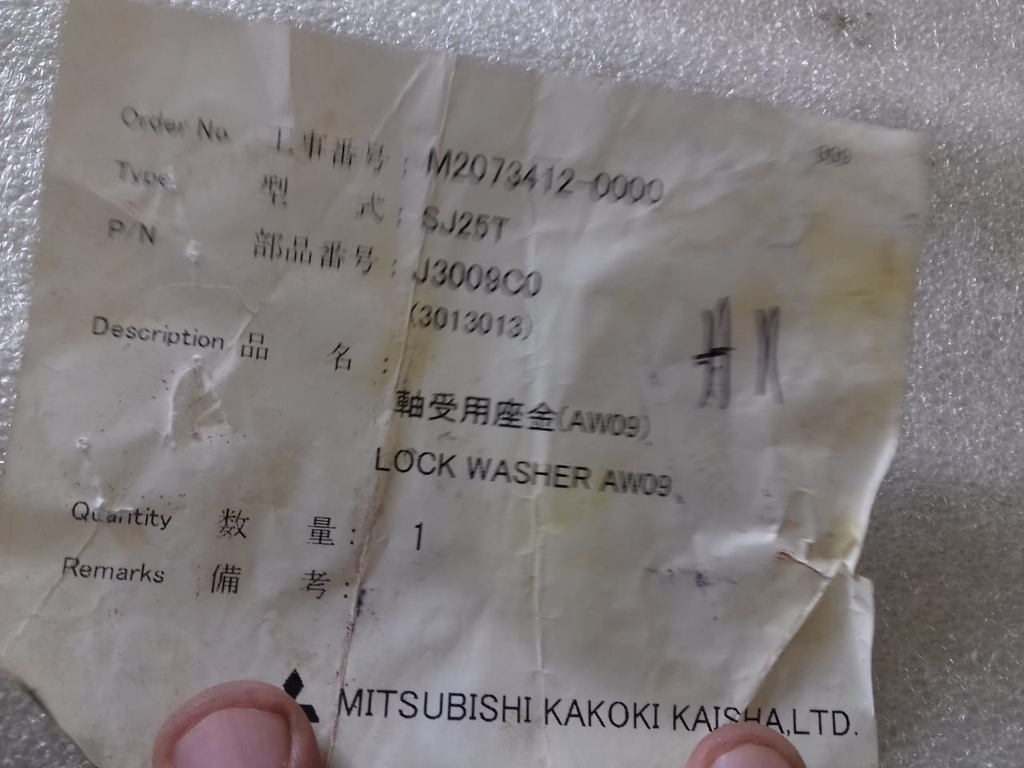 009
Order No 工事番号 : M2073412-0000
Type 型 式 : SJ25T
P/N 部品番号 : J3009C0
(3013013)
Description 品 名 :
軸受用座金(AW09)
LOCK WASHER AW09
Quantity 数 量 : 1
Remarks 備 考 :
MITSUBISHI KAKOKI KAISHA,LTD.